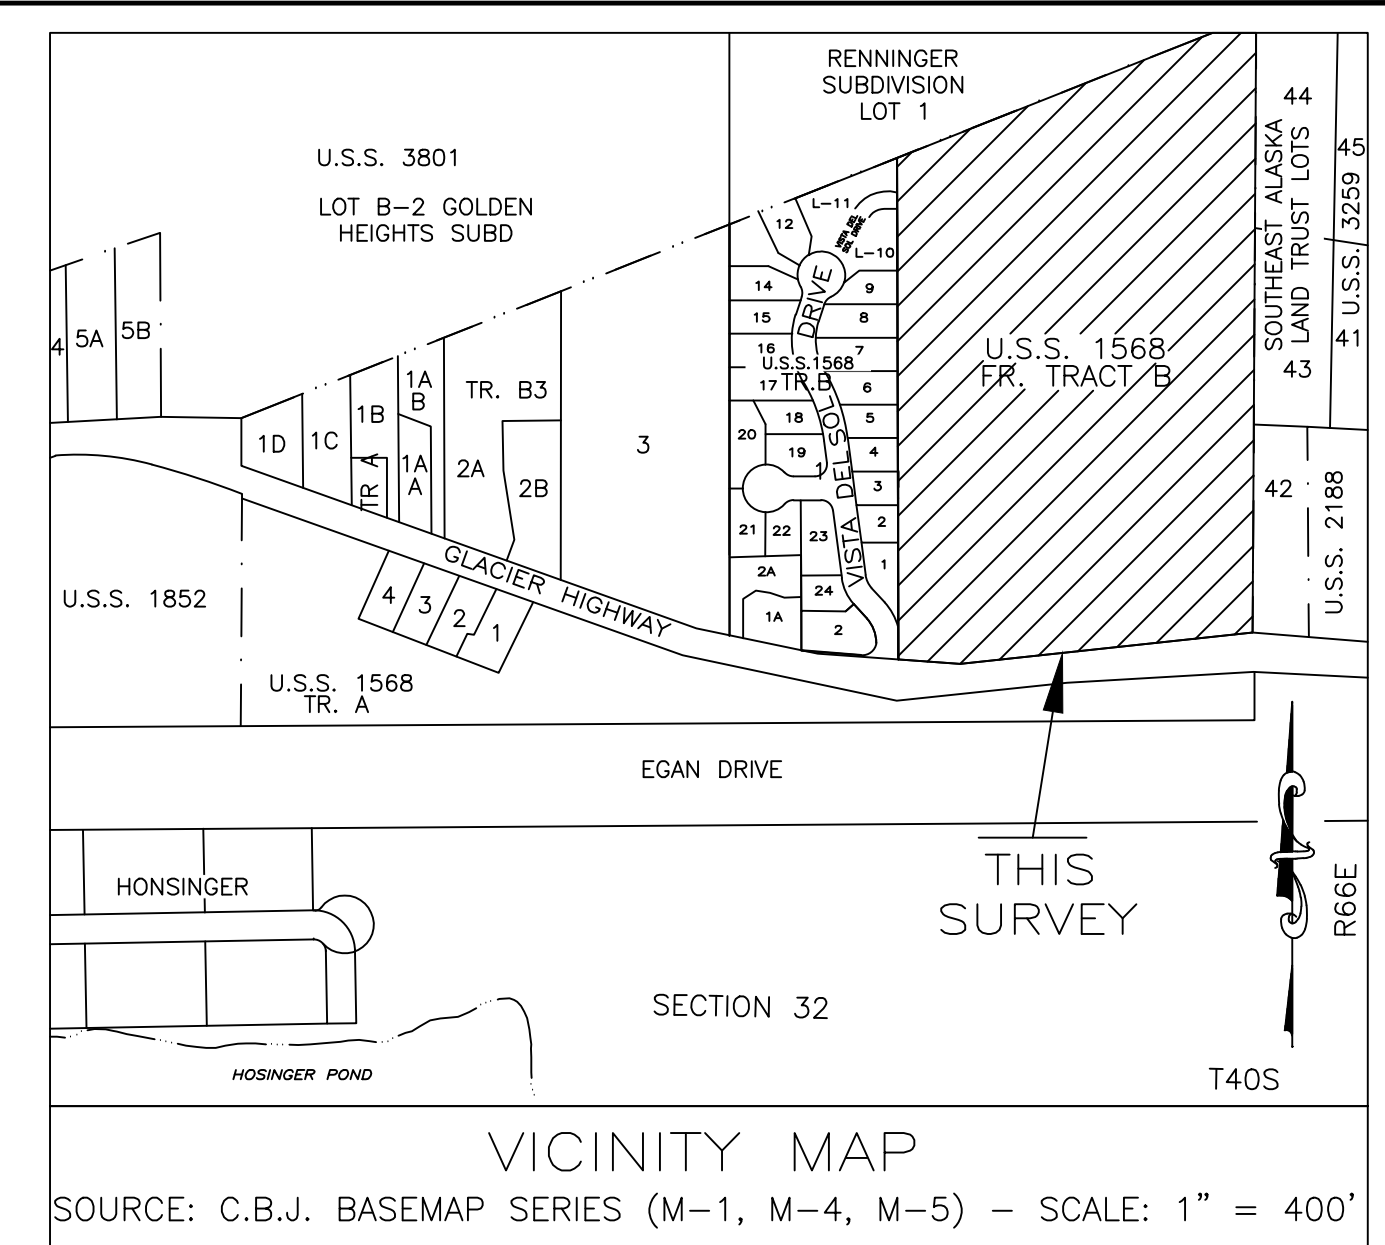 RENNINGER
SUBDIVISION
LOT 1
U.S.S. 3801
LOT B-2 GOLDEN
HEIGHTS SUBD
44
45
SOUTHEAST ALASKA
LAND TRUST LOTS
U.S.S. 3259
43
41
42
U.S.S. 2188
4
5A
5B
1D
1C
1B
TR A
1A
B
1A
A
2A
TR. B3
2B
3
L-11
12
VISTA DEL
SOL DRIVE
L-10
14
9
15
8
16
7
U.S.S.1568
TR.B
17
6
18
5
20
19
1
4
3
21
22
23
2
1
2A
24
1A
2
VISTA DEL SOL DRIVE
U.S.S. 1568
FR. TRACT B
GLACIER HIGHWAY
U.S.S. 1852
4
3
2
1
U.S.S. 1568
TR. A
EGAN DRIVE
THIS
SURVEY
HONSINGER
R66E
SECTION 32
HOSINGER POND
T40S
VICINITY MAP
SOURCE: C.B.J. BASEMAP SERIES (M-1, M-4, M-5) - SCALE: 1" = 400'